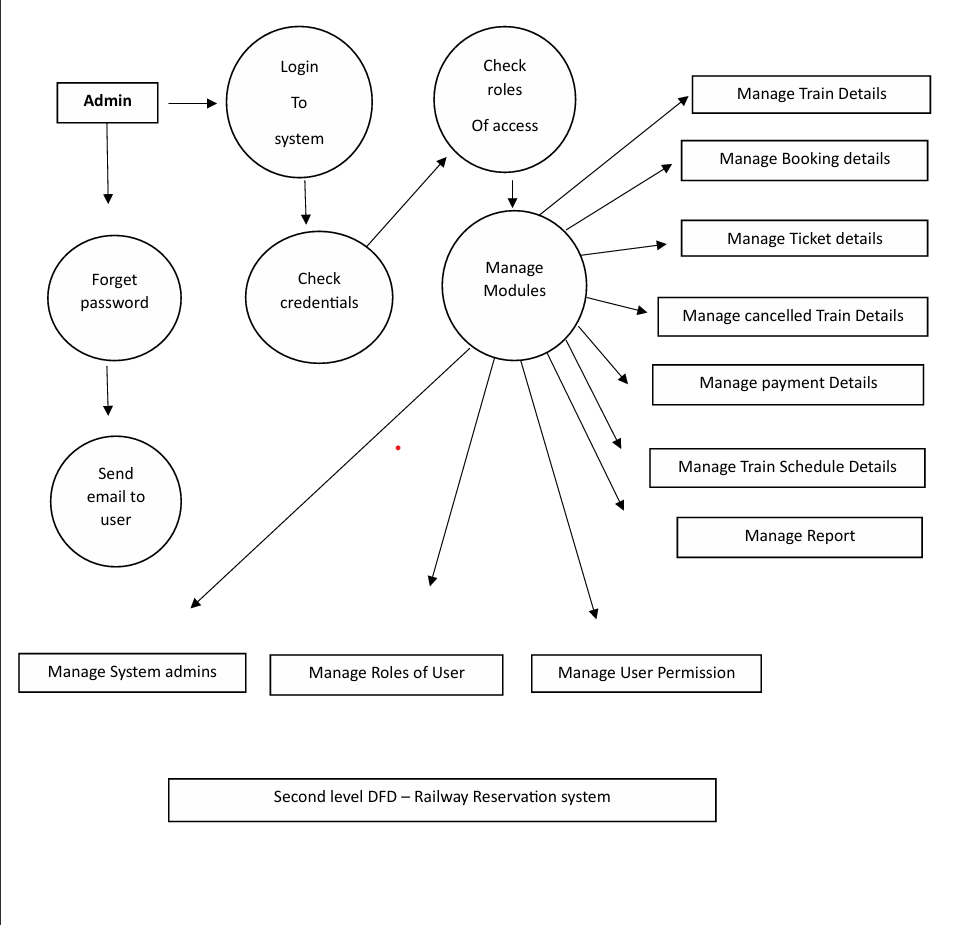 Admin
Login
To
system
Check
roles
Of access
Manage Train Details
Manage Booking details
Manage Ticket details
Forget
password
Check
credentials
Manage
Modules
Manage cancelled Train Details
Manage payment Details
Manage Train Schedule Details
Manage Report
Send
email to
user
Manage System admins
Manage Roles of User
Manage User Permission
Second level DFD – Railway Reservation system